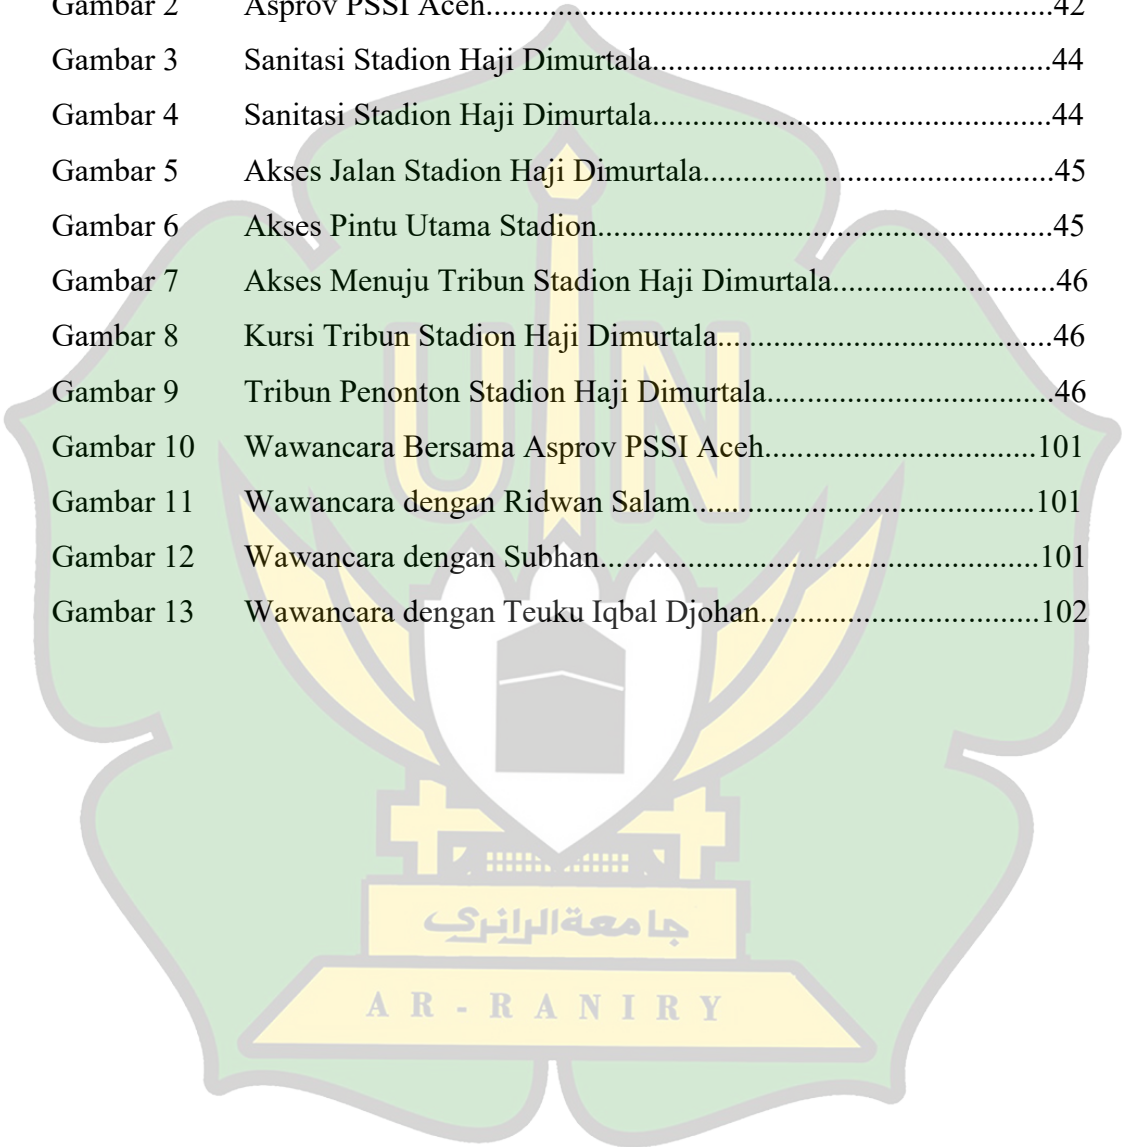 Gambar 2 Asprov PSSI Aceh..........................................................................42
Gambar 3 Sanitasi Stadion Haji Dimurtala...................................................44
Gambar 4 Sanitasi Stadion Haji Dimurtala...................................................44
Gambar 5 Akses Jalan Stadion Haji Dimurtala.............................................45
Gambar 6 Akses Pintu Utama Stadion..........................................................45
Gambar 7 Akses Menuju Tribun Stadion Haji Dimurtala.............................46
Gambar 8 Kursi Tribun Stadion Haji Dimurtala...........................................46
Gambar 9 Tribun Penonton Stadion Haji Dimurtala.....................................46
Gambar 10 Wawancara Bersama Asprov PSSI Aceh...................................101
Gambar 11 Wawancara dengan Ridwan Salam............................................101
Gambar 12 Wawancara dengan Subhan........................................................101
Gambar 13 Wawancara dengan Teuku Iqbal Djohan....................................102
UIN
جامعة الرانري
AR-RANIRY